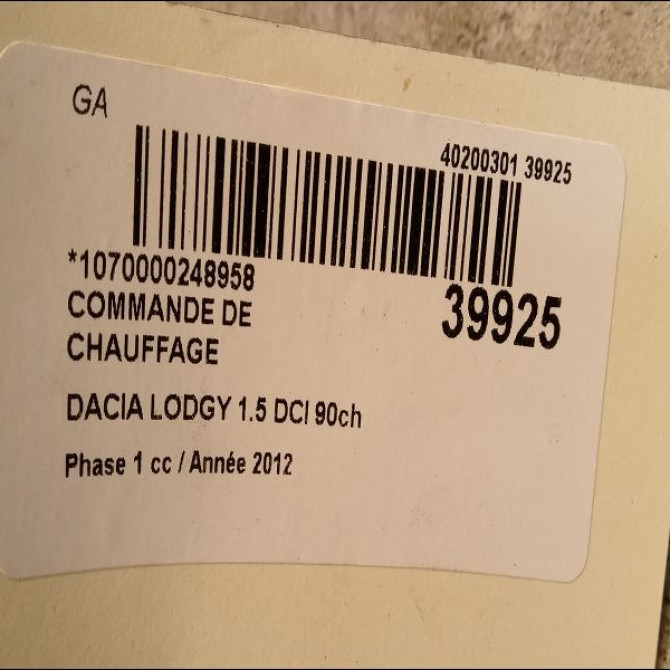 GA
40200301 39925
*1070000248958
39925
COMMANDE DE
CHAUFFAGE
DACIA LODGY 1.5 DCI 90ch
Phase 1 cc / Année 2012